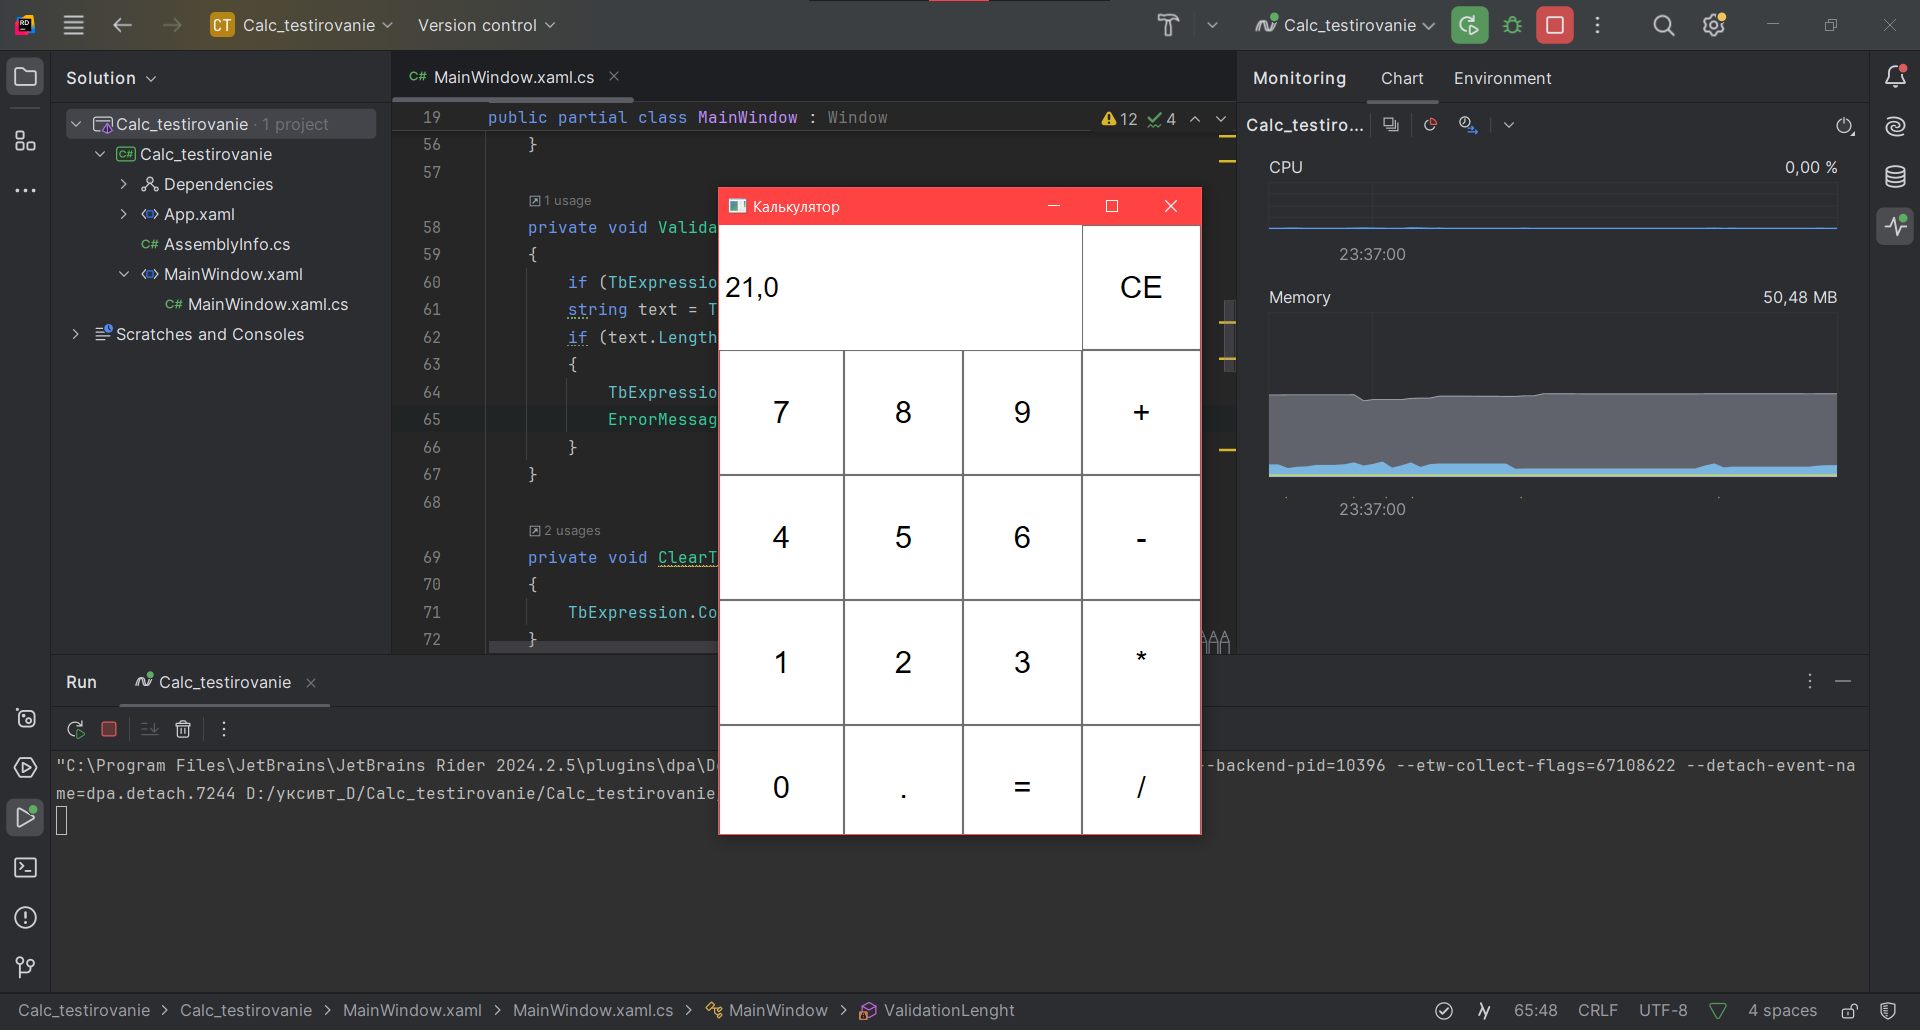 CT Calc_testirovanie Version control Calc_testirovanie
Solution
Calc_testirovanie · 1 project
Calc_testirovanie
Dependencies
App.xaml
C# AssemblyInfo.cs
MainWindow.xaml
C# MainWindow.xaml.cs
Scratches and Consoles
C# MainWindow.xaml.cs
19 public partial class MainWindow : Window 12 4
56 }
57
1 usage
58 private void Valida
59 {
60 if (TbExpressio
61 string text = T
62 if (text.Length
63 {
64 TbExpressio
65 ErrorMessag
66 }
67 }
68
2 usages
69 private void ClearT
70 {
71 TbExpression.Co
72 }
Калькулятор
21,0 CE
7 8 9 +
4 5 6 -
1 2 3 *
0 . = /
Monitoring Chart Environment
Calc_testiro...
CPU 0,00 %
23:37:00
Memory 50,48 MB
23:37:00
Run Calc_testirovanie
"C:\Program Files\JetBrains\JetBrains Rider 2024.2.5\plugins\dpa\D --backend-pid=10396 --etw-collect-flags=67108622 --detach-event-na
me=dpa.detach.7244 D:/уксивт_D/Calc_testirovanie/Calc_testirovanie
Calc_testirovanie > Calc_testirovanie > MainWindow.xaml > MainWindow.xaml.cs > MainWindow > ValidationLenght 65:48 CRLF UTF-8 4 spaces